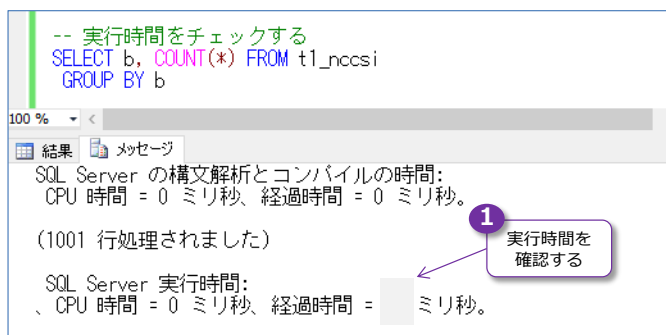 -- 実行時間をチェックする
SELECT b, COUNT(*) FROM t1_nccsi
GROUP BY b
100 %
結果 メッセージ
SQL Server の構文解析とコンパイルの時間:
CPU 時間 = 0 ミリ秒、経過時間 = 0 ミリ秒。
1
実行時間を
確認する
(1001 行処理されました)
SQL Server 実行時間:
、CPU 時間 = 0 ミリ秒、経過時間 = ミリ秒。